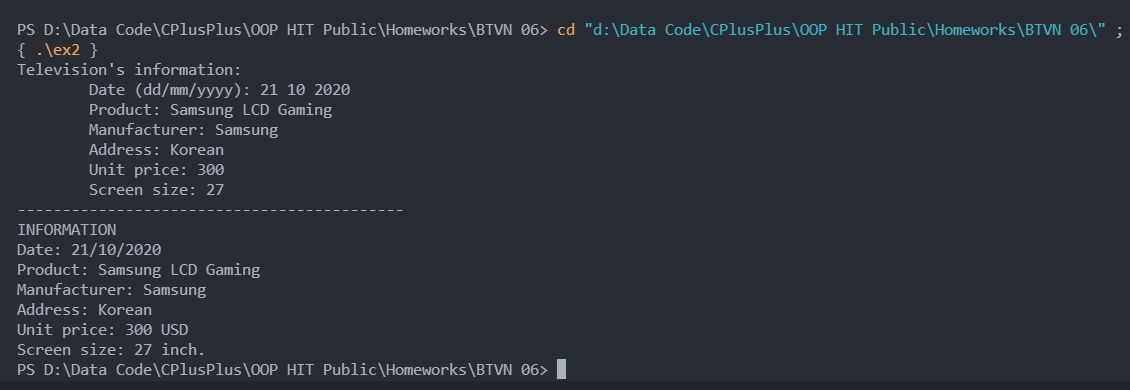 PS D:\Data Code\CPlusPlus\OOP HIT Public\Homeworks\BTVN 06> cd "d:\Data Code\CPlusPlus\OOP HIT Public\Homeworks\BTVN 06\" ;
{ .\ex2 }
Television's information:
        Date (dd/mm/yyyy): 21 10 2020
        Product: Samsung LCD Gaming
        Manufacturer: Samsung
        Address: Korean
        Unit price: 300
        Screen size: 27
-------------------------------------------
INFORMATION
Date: 21/10/2020
Product: Samsung LCD Gaming
Manufacturer: Samsung
Address: Korean
Unit price: 300 USD
Screen size: 27 inch.
PS D:\Data Code\CPlusPlus\OOP HIT Public\Homeworks\BTVN 06>